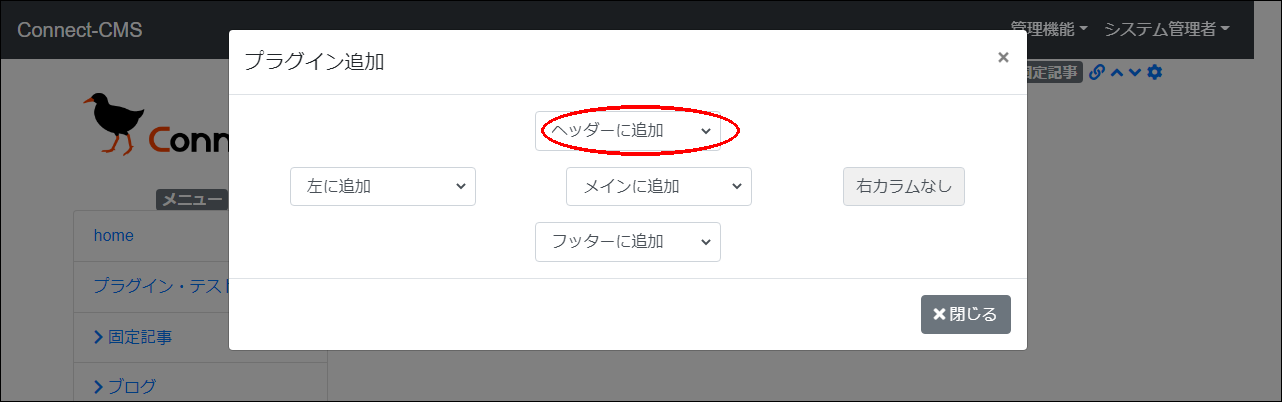 Connect-CMS
管理機能
システム管理者
プラグイン追加
×
固定記事
ヘッダーに追加
Conn
左に追加
メインに追加
右カラムなし
メニュー
home
フッターに追加
プラグイン・テスト
固定記事
閉じる
ブログ